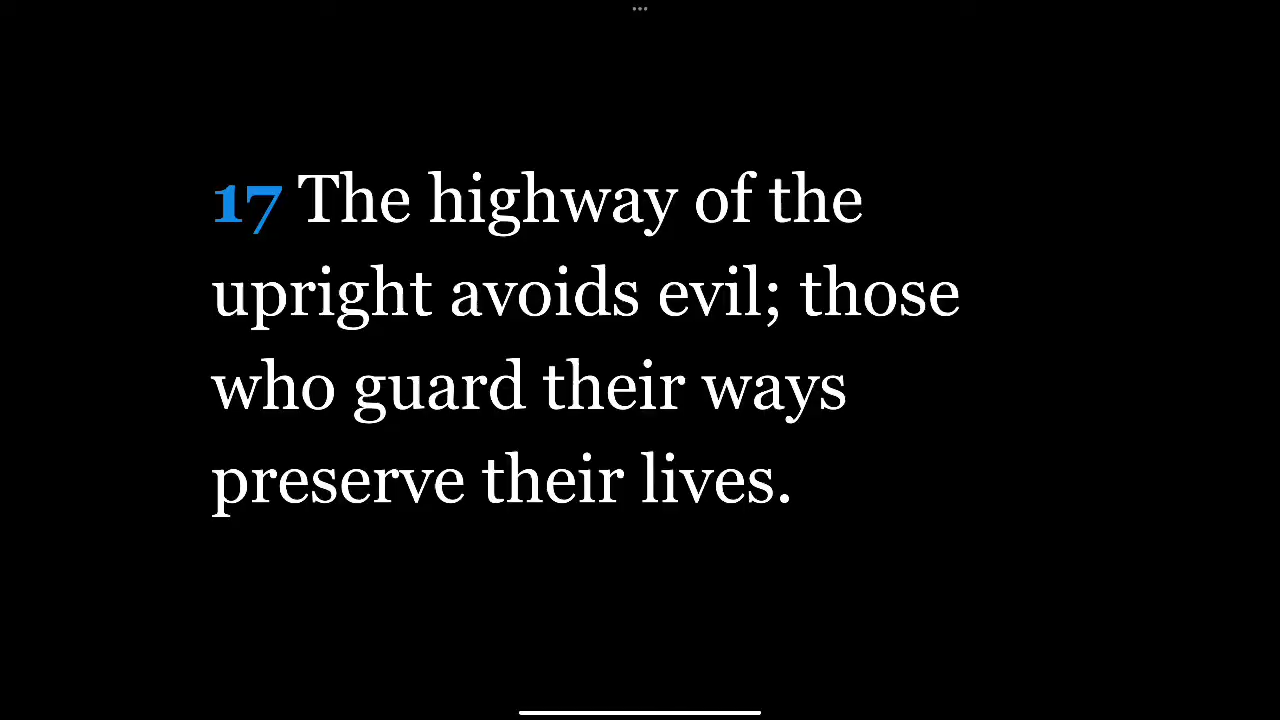 17 The highway of the
upright avoids evil; those
who guard their ways
preserve their lives.